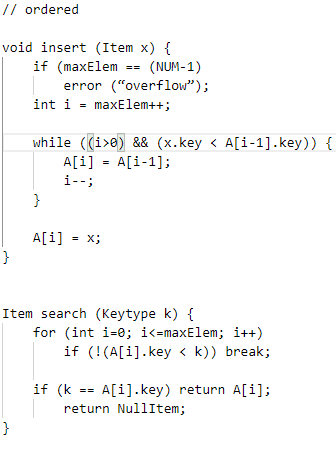 // ordered
void insert (Item x) {
    if (maxElem == (NUM-1)
        error (“overflow”);
    int i = maxElem++;
    while ((i>0) && (x.key < A[i-1].key)) {
        A[i] = A[i-1];
        i--;
    }
    A[i] = x;
}
Item search (Keytype k) {
    for (int i=0; i<=maxElem; i++)
        if (!(A[i].key < k)) break;
    if (k == A[i].key) return A[i];
        return NullItem;
}